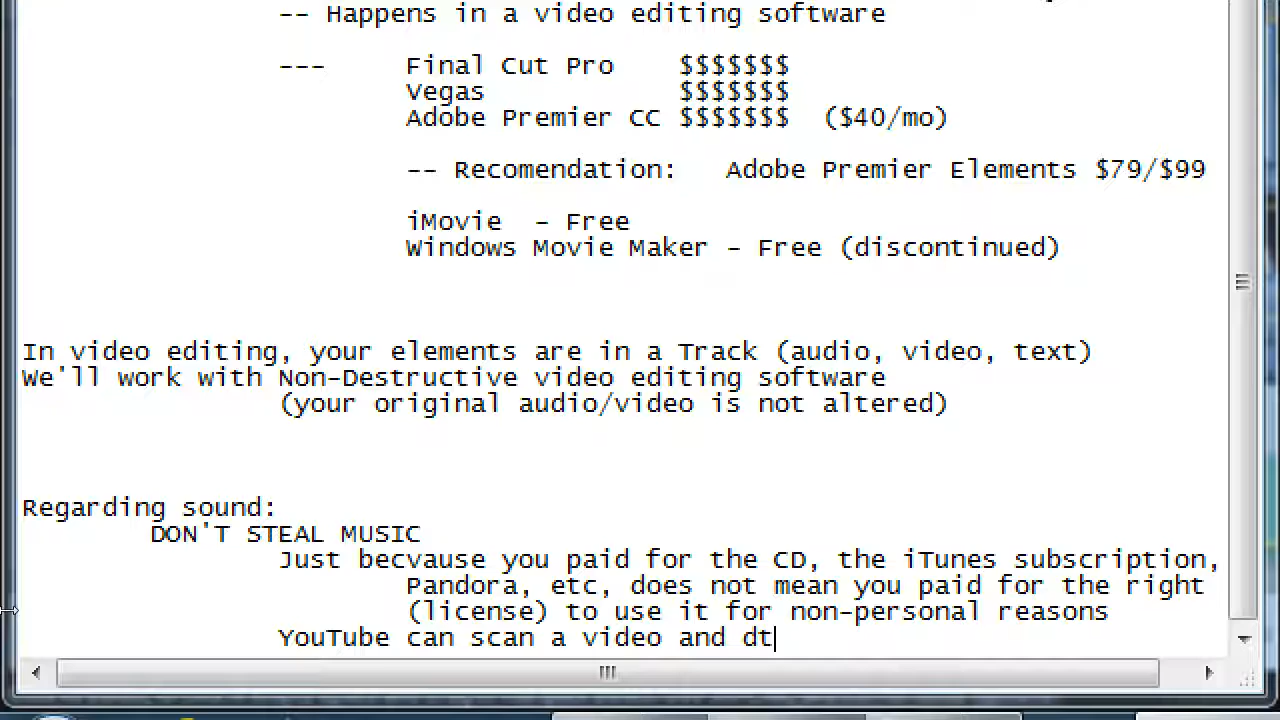 -- Happens in a video editing software
--- Final Cut Pro $$$$$$$
Vegas $$$$$$$
Adobe Premier CC $$$$$$$ ($40/mo)
-- Recomendation: Adobe Premier Elements $79/$99
iMovie - Free
Windows Movie Maker - Free (discontinued)
In video editing, your elements are in a Track (audio, video, text)
We'll work with Non-Destructive video editing software
(your original audio/video is not altered)
Regarding sound:
DON'T STEAL MUSIC
Just becvause you paid for the CD, the iTunes subscription,
Pandora, etc, does not mean you paid for the right
(license) to use it for non-personal reasons
YouTube can scan a video and dt